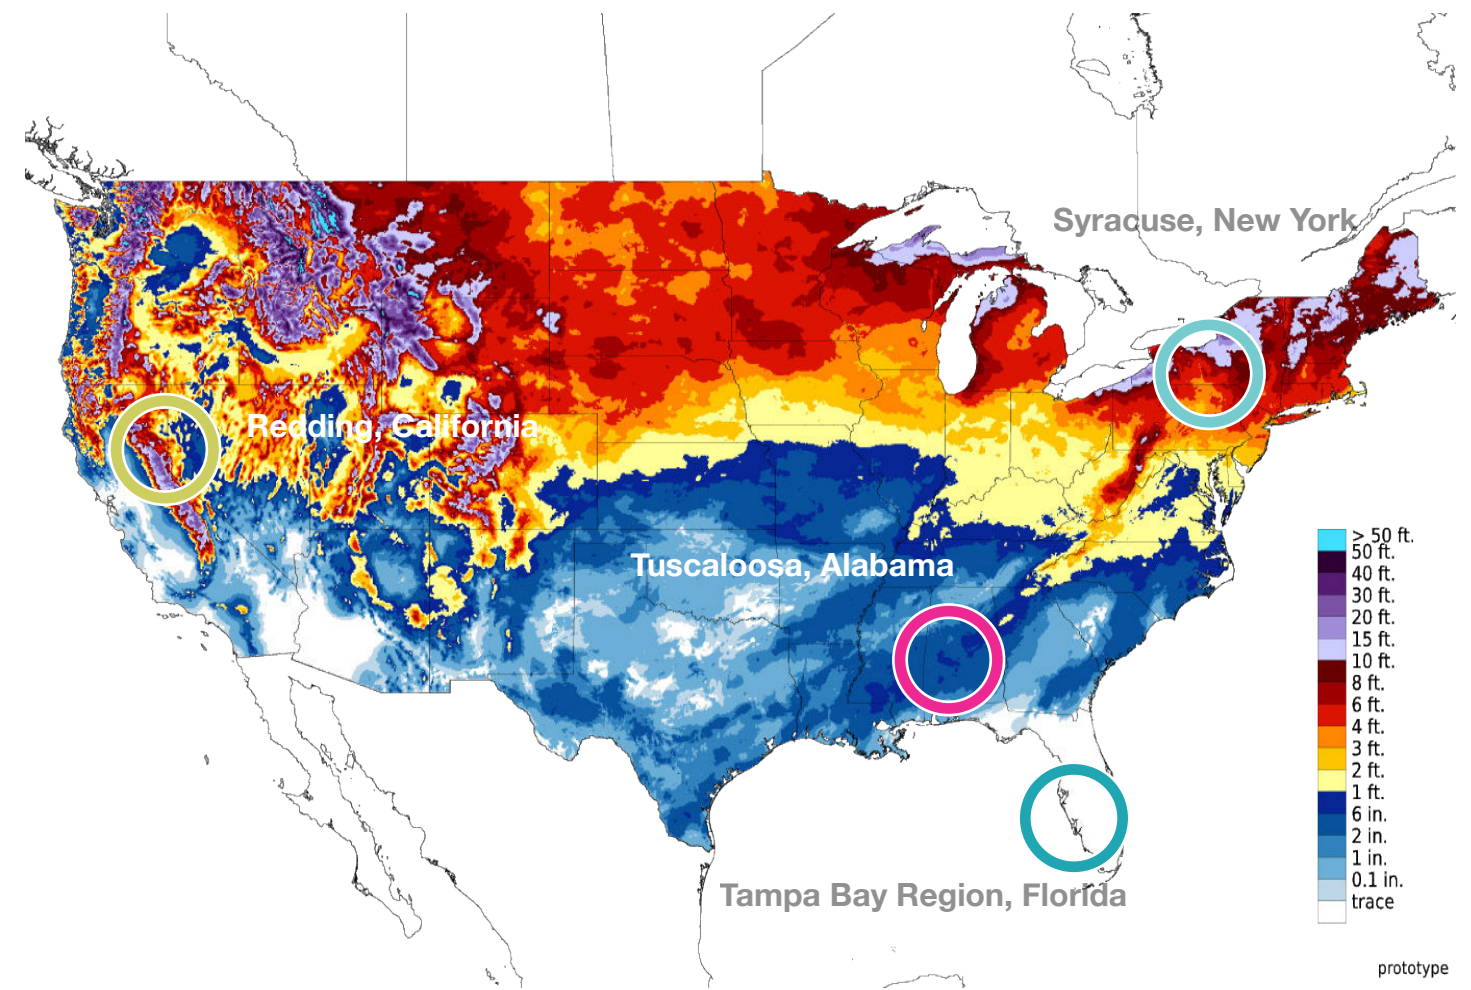 Syracuse, New York
Redding, California
Tuscaloosa, Alabama
Tampa Bay Region, Florida
> 50 ft.
50 ft.
40 ft.
30 ft.
20 ft.
15 ft.
10 ft.
8 ft.
6 ft.
4 ft.
3 ft.
2 ft.
1 ft.
6 in.
2 in.
1 in.
0.1 in.
trace
prototype